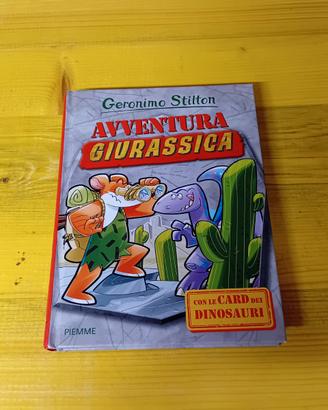 Geronimo Stilton
AVVENTURA
GIURASSICA
CON LE CARD DEI
DINOSAURI
PIEMME